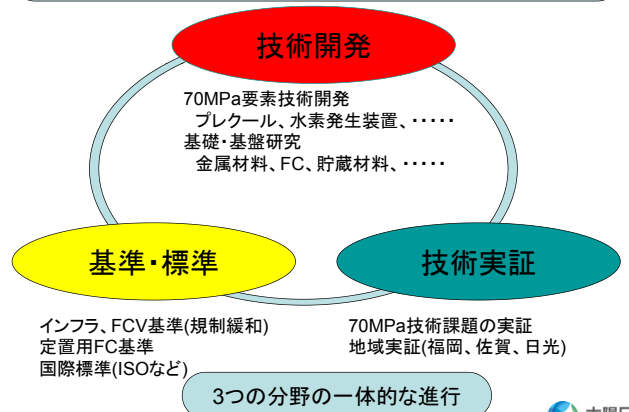 技術開発
70MPa要素技術開発
プレクール、水素発生装置、・・・・・
基礎・基盤研究
金属材料、FC、貯蔵材料、・・・・・
基準・標準
技術実証
インフラ、FCV基準(規制緩和)
定置用FC基準
国際標準(ISOなど)
70MPa技術課題の実証
地域実証(福岡、佐賀、日光)
3つの分野の一体的な進行